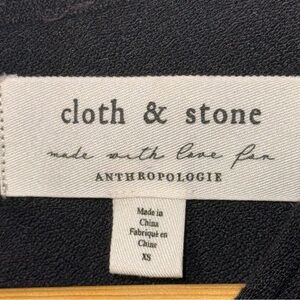 cloth & stone
made with love for
ANTHROPOLOGIE
Made in
China
Fabriqué en
Chine
XS